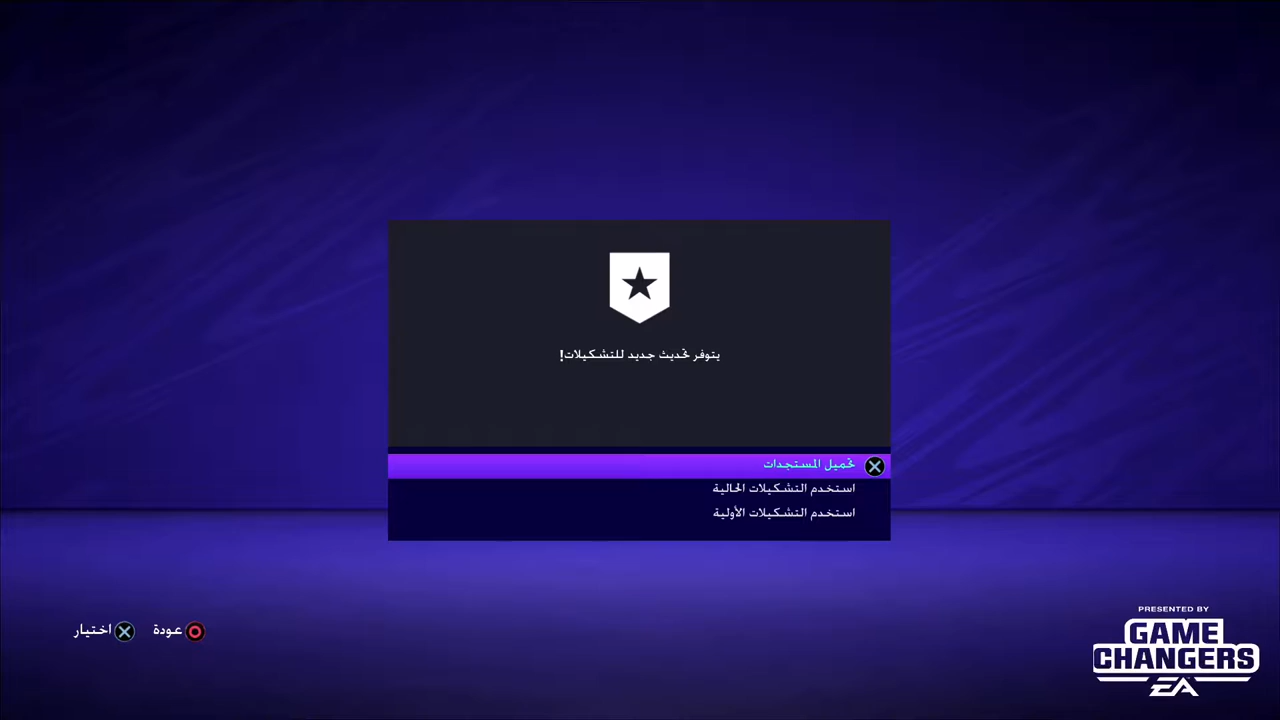 يتوفر تحديث جديد للتشكيلات!
تحميل المستجدات
استخدم التشكيلات الحالية
استخدم التشكيلات الأولية
عودة
اختيار
PRESENTED BY
GAME
CHANGERS
EA